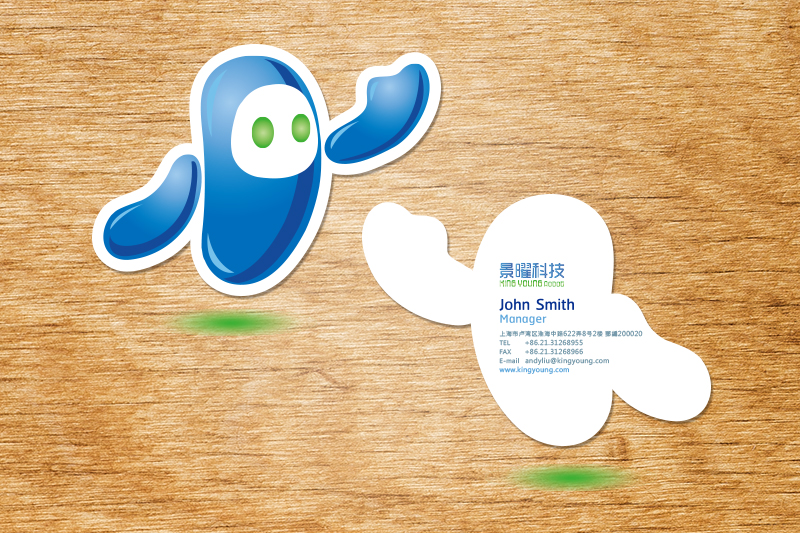 景曜科技
KING YOUNG
John Smith
Manager
上海市卢湾区淮海中路622弄8号2楼 邮编200020
TEL +86.21.31268955
FAX +86.21.31268966
E-mail andyliu@kingyoung.com
www.kingyoung.com